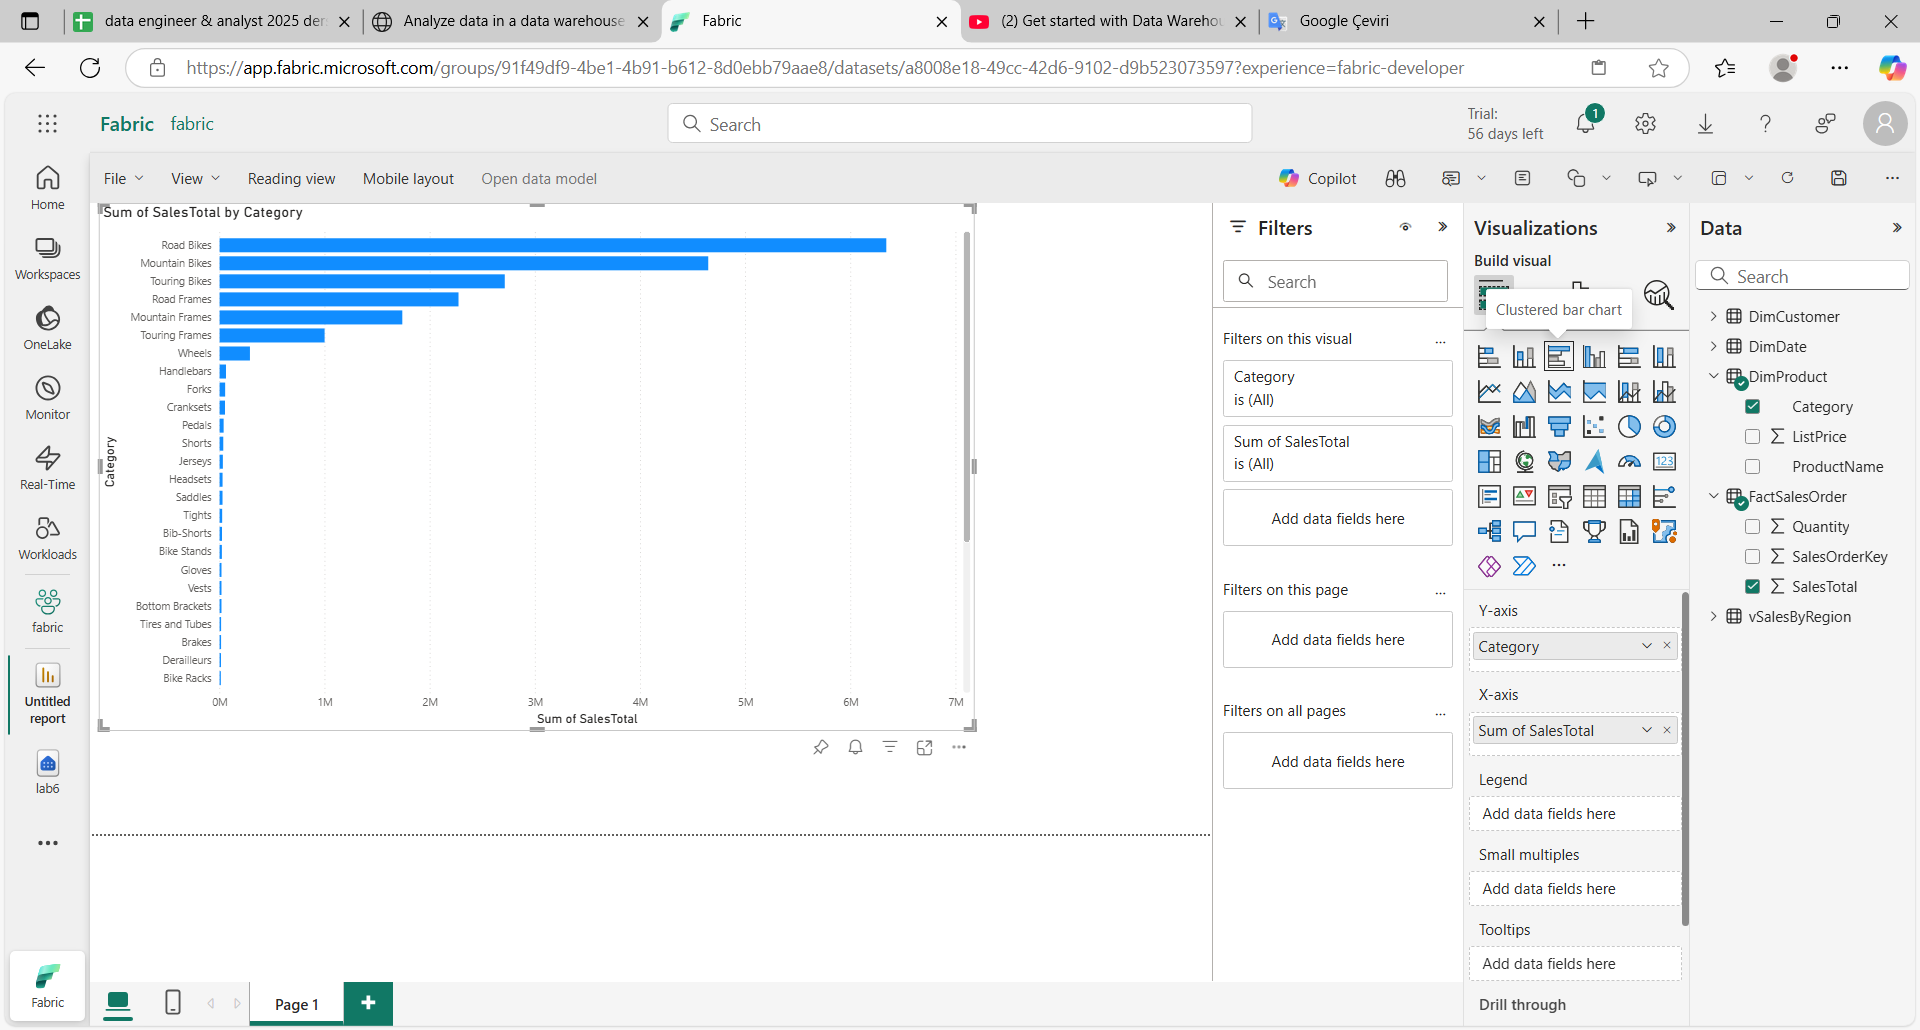 data engineer & analyst 2025 der
Analyze data in a data warehouse
Fabric
(2) Get started with Data Warehou
Google Çeviri
https://app.fabric.microsoft.com/groups/91f49df9-4be1-4b91-b612-8d0ebb79aae8/datasets/a8008e18-49cc-42d6-9102-d9b523073597?experience=fabric-developer
Fabric fabric
Search
Trial:
56 days left
1
File View Reading view Mobile layout Open data model
Copilot
Home
Workspaces
OneLake
Monitor
Real-Time
Workloads
fabric
Untitled
report
lab6
Fabric
Sum of SalesTotal by Category
Category
Road Bikes
Mountain Bikes
Touring Bikes
Road Frames
Mountain Frames
Touring Frames
Wheels
Handlebars
Forks
Cranksets
Pedals
Shorts
Jerseys
Headsets
Saddles
Tights
Bib-Shorts
Bike Stands
Gloves
Vests
Bottom Brackets
Tires and Tubes
Brakes
Derailleurs
Bike Racks
0M 1M 2M 3M 4M 5M 6M 7M
Sum of SalesTotal
Page 1
Filters
Search
Filters on this visual
Category
is (All)
Sum of SalesTotal
is (All)
Add data fields here
Filters on this page
Add data fields here
Filters on all pages
Add data fields here
Visualizations
Build visual
Clustered bar chart
123
Y-axis
Category
X-axis
Sum of SalesTotal
Legend
Add data fields here
Small multiples
Add data fields here
Tooltips
Add data fields here
Drill through
Data
Search
DimCustomer
DimDate
DimProduct
Category
ListPrice
ProductName
FactSalesOrder
Quantity
SalesOrderKey
SalesTotal
vSalesByRegion